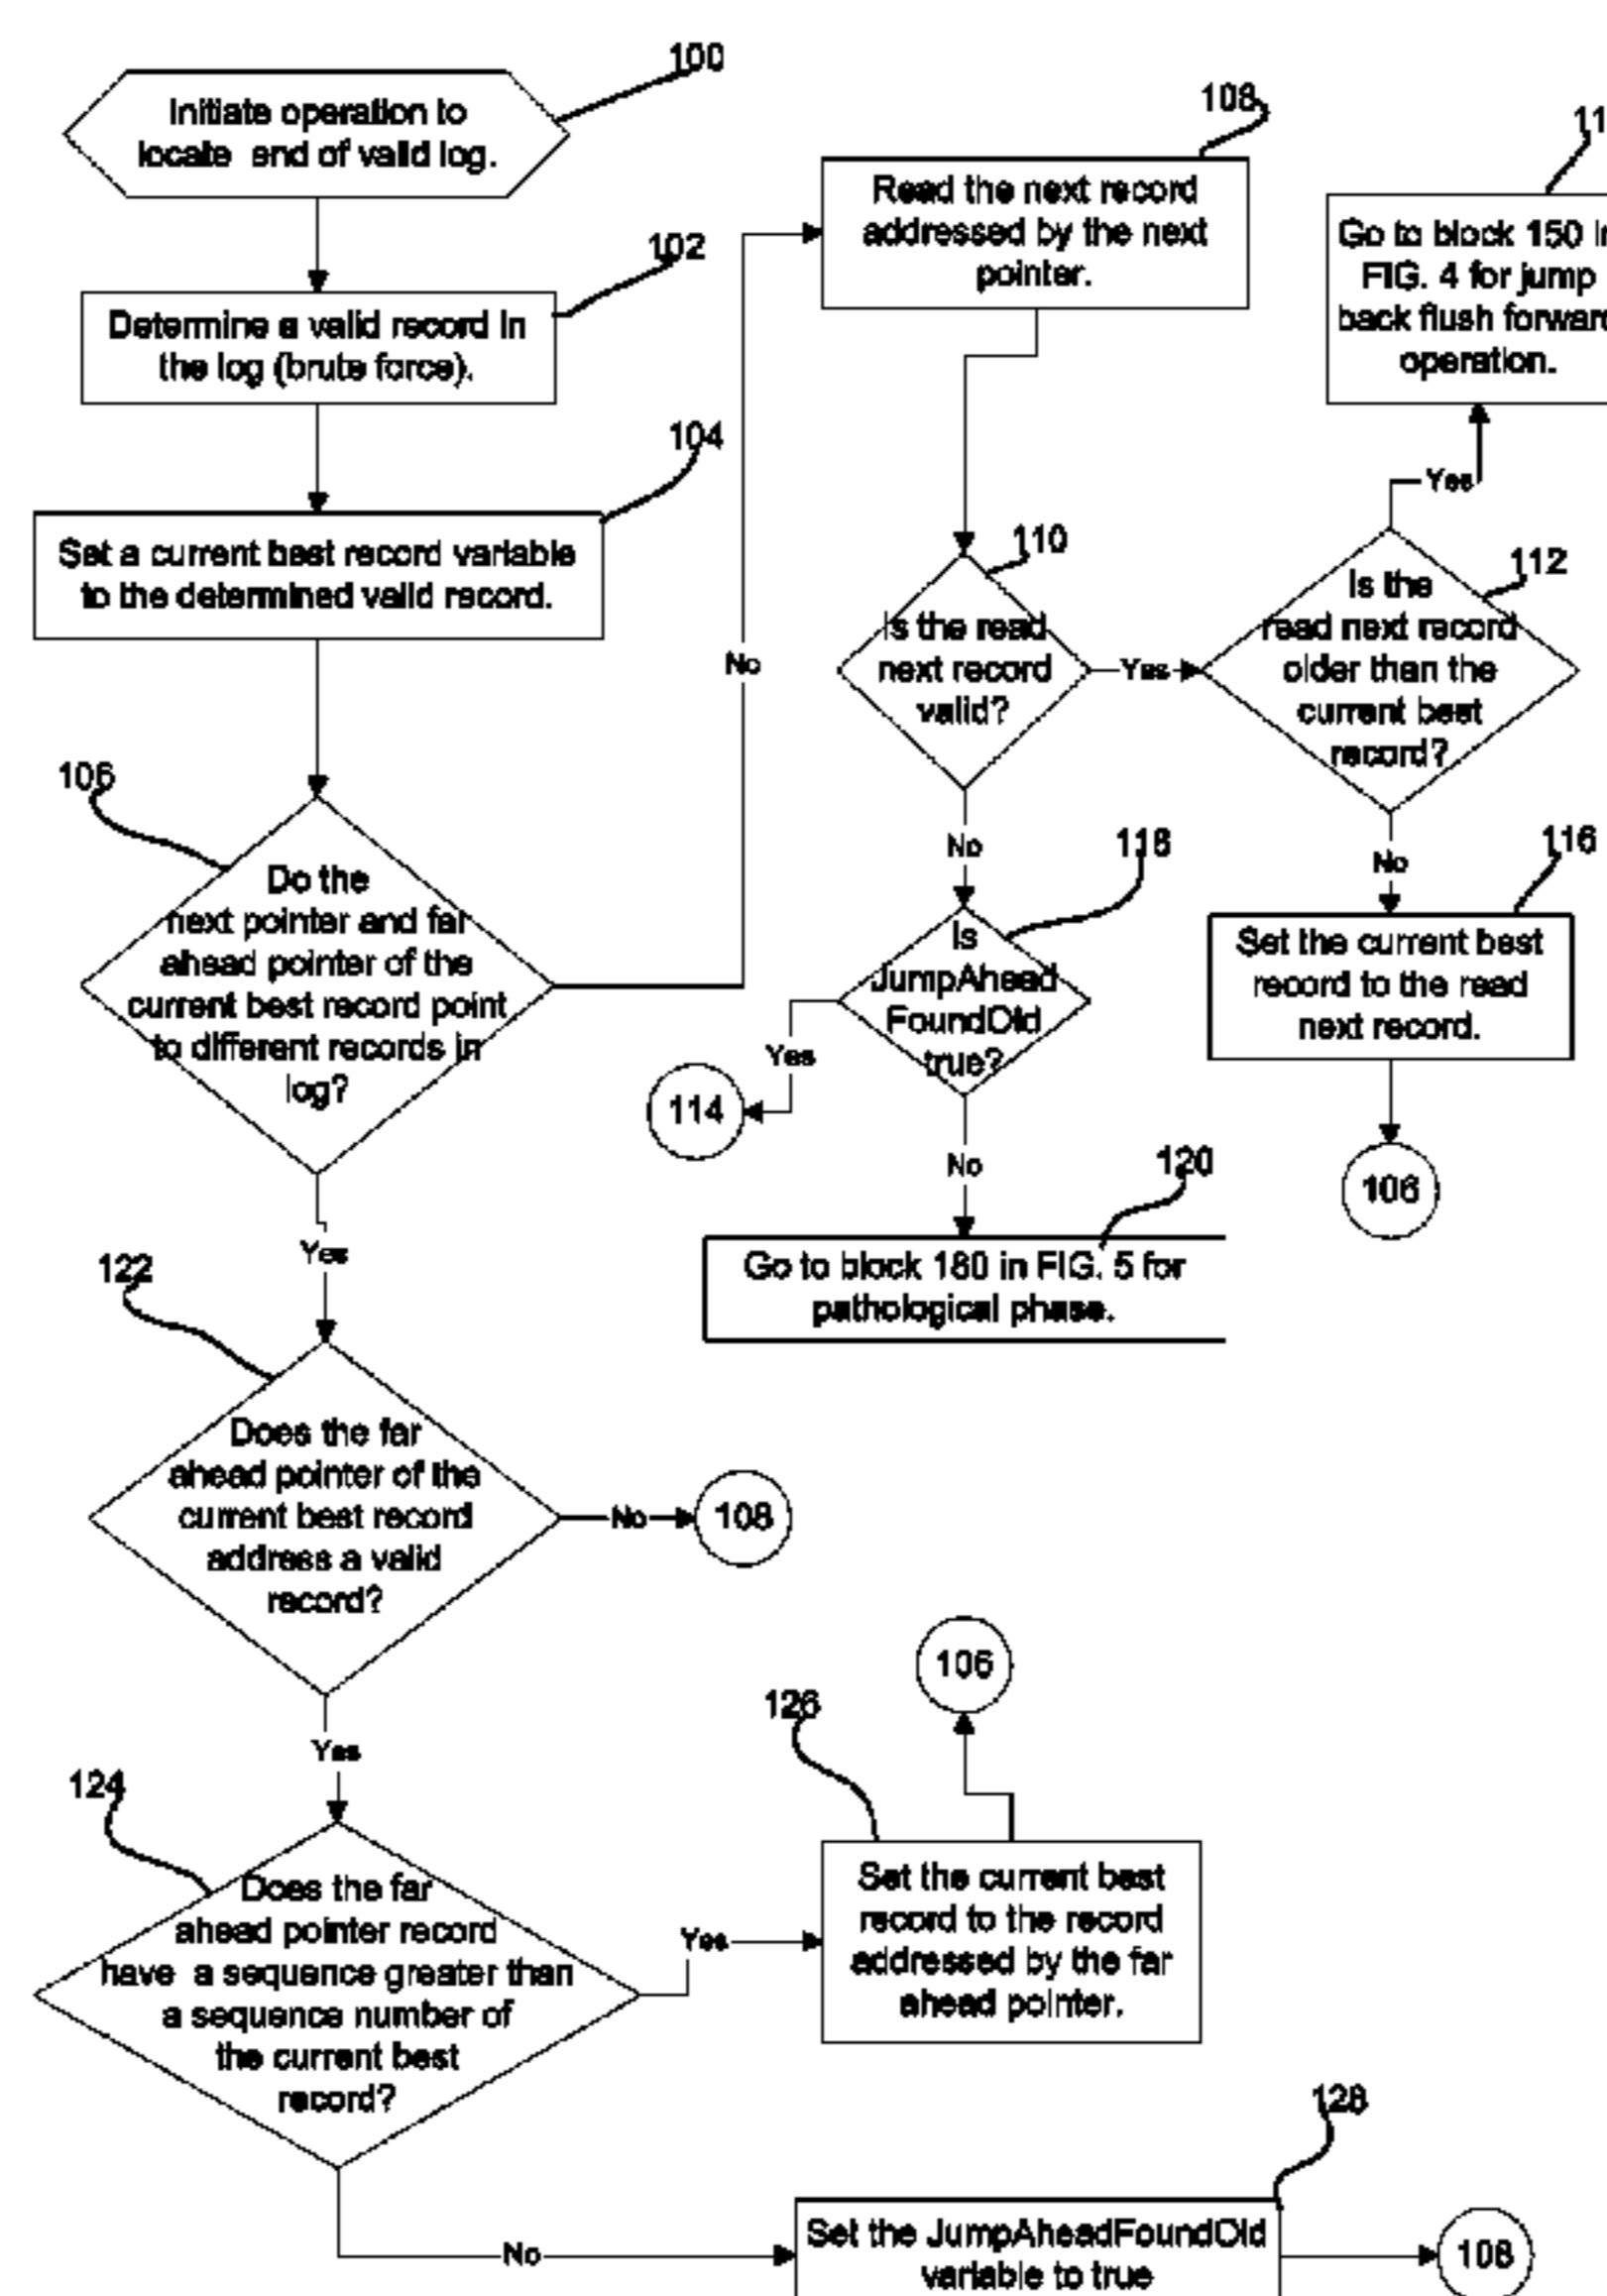 100
Initiate operation to
locate end of valid log.
102
Determine a valid record in
the log (brute force).
104
Set a current best record variable
to the determined valid record.
106
Do the
next pointer and far
ahead pointer of the
current best record point
to different records in
log?
No
Yes
108
Read the next record
addressed by the next
pointer.
110
Is the read
next record
valid?
Yes
No
11
Go to block 150 in
FIG. 4 for jump
back flush forward
operation.
Yes
112
Is the
read next record
older than the
current best
record?
No
116
Set the current best
record to the read
next record.
106
118
Is
JumpAhead
FoundOld
true?
Yes
114
No
120
Go to block 180 in FIG. 5 for
pathological phase.
122
Does the far
ahead pointer of the
current best record
address a valid
record?
No
108
Yes
124
Does the far
ahead pointer record
have a sequence greater than
a sequence number of
the current best
record?
Yes
126
Set the current best
record to the record
addressed by the far
ahead pointer.
106
No
128
Set the JumpAheadFoundOld
variable to true
108